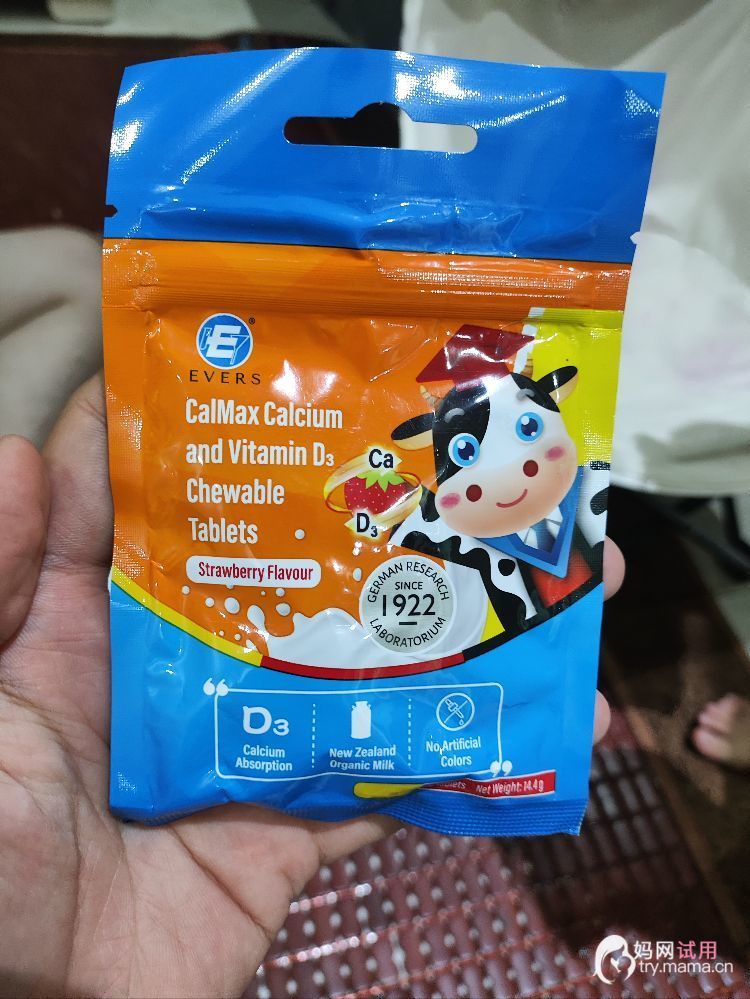 EVERS
®
CalMax Calcium
and Vitamin D3
Chewable
Tablets
Strawberry Flavour
Ca
D3
GERMAN RESEARCH
SINCE
1922
LABORATORIUM
D3
Calcium
Absorption
New Zealand
Organic Milk
No Artificial
Colors
Net Weight: 14.4g
妈网试用
try.mama.cn